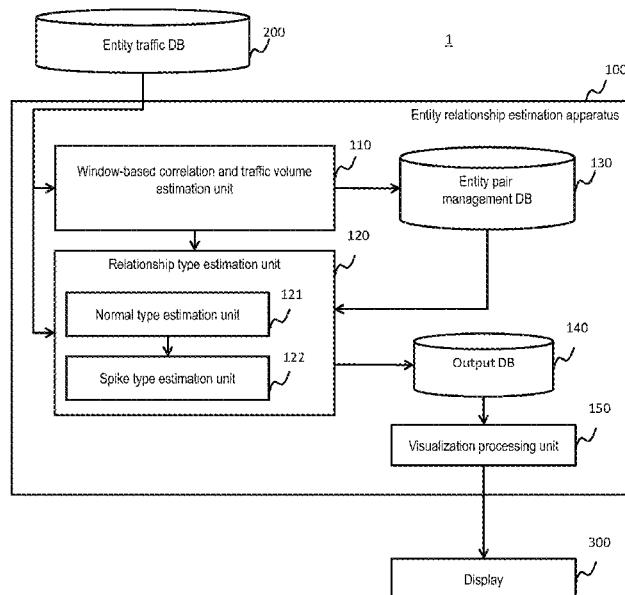 Entity traffic DB
200
1
100
Entity relationship estimation apparatus
110
Window-based correlation and traffic volume
estimation unit
130
Entity pair
management DB
120
Relationship type estimation unit
121
Normal type estimation unit
122
Spike type estimation unit
140
Output DB
150
Visualization processing unit
300
Display